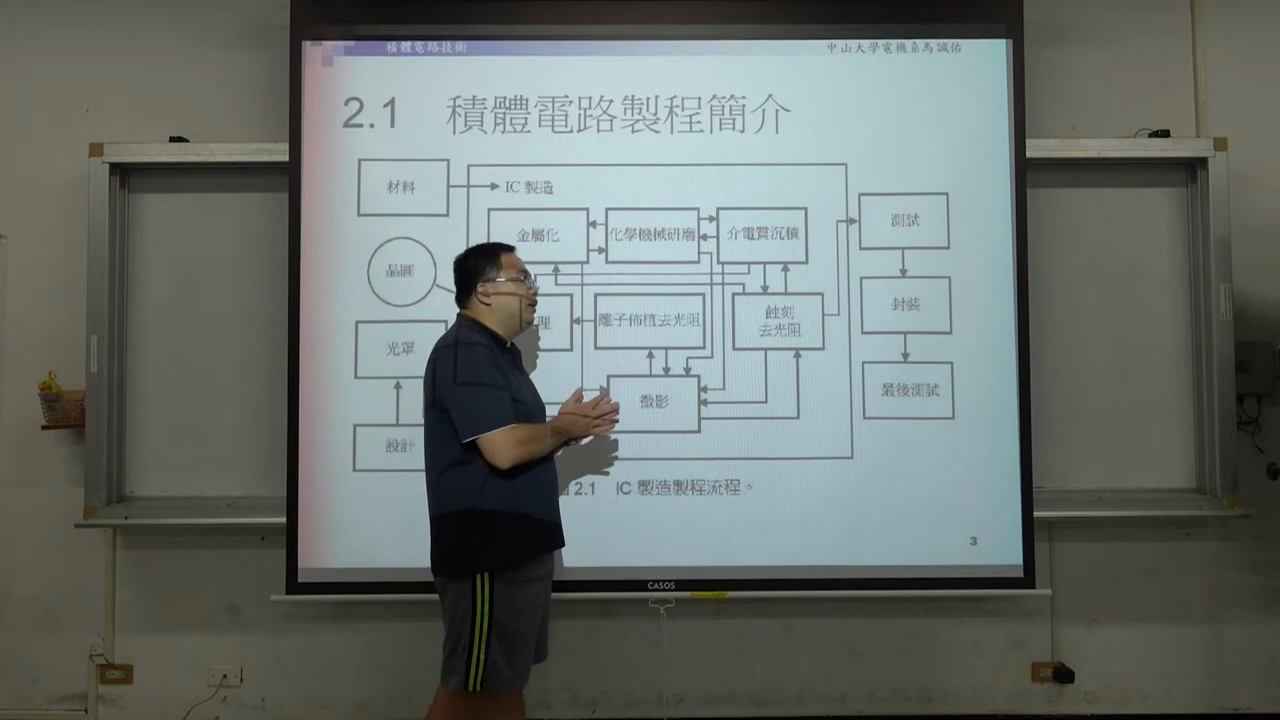 積體電路技術
中山大學電機系馬誠佑
2.1 積體電路製程簡介
材料
IC 製造
金屬化
化學機械研磨
介電質沉積
測試
晶圓
理
離子佈植去光阻
蝕刻
去光阻
封裝
光罩
微影
最後測試
設計
2.1 IC 製造製程流程。
3
CASOS